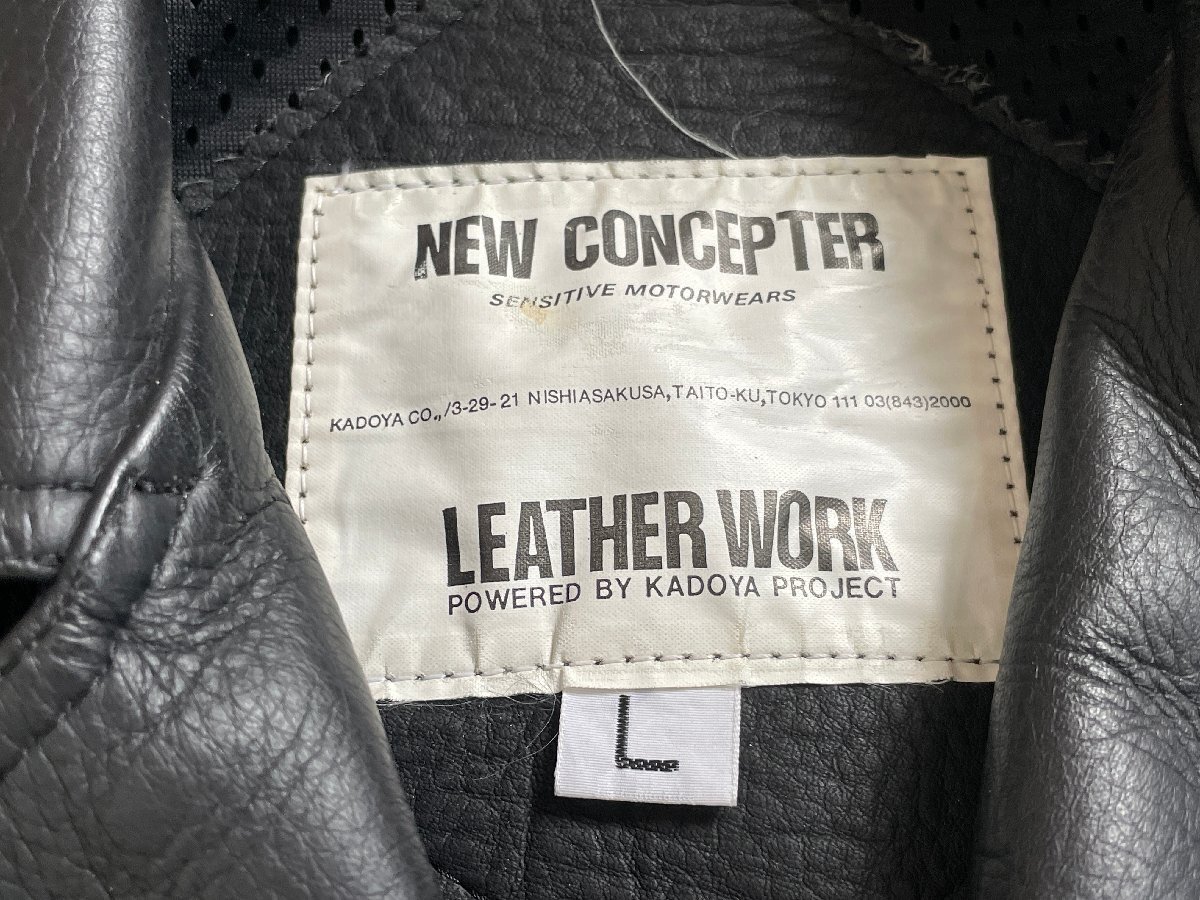 NEW CONCEPTER
SENSITIVE MOTORWEARS
KADOYA CO.,/3-29-21 NISHIASAKUSA,TAITO-KU,TOKYO 111 03(843)2000
LEATHER WORK
POWERED BY KADOYA PROJECT
L